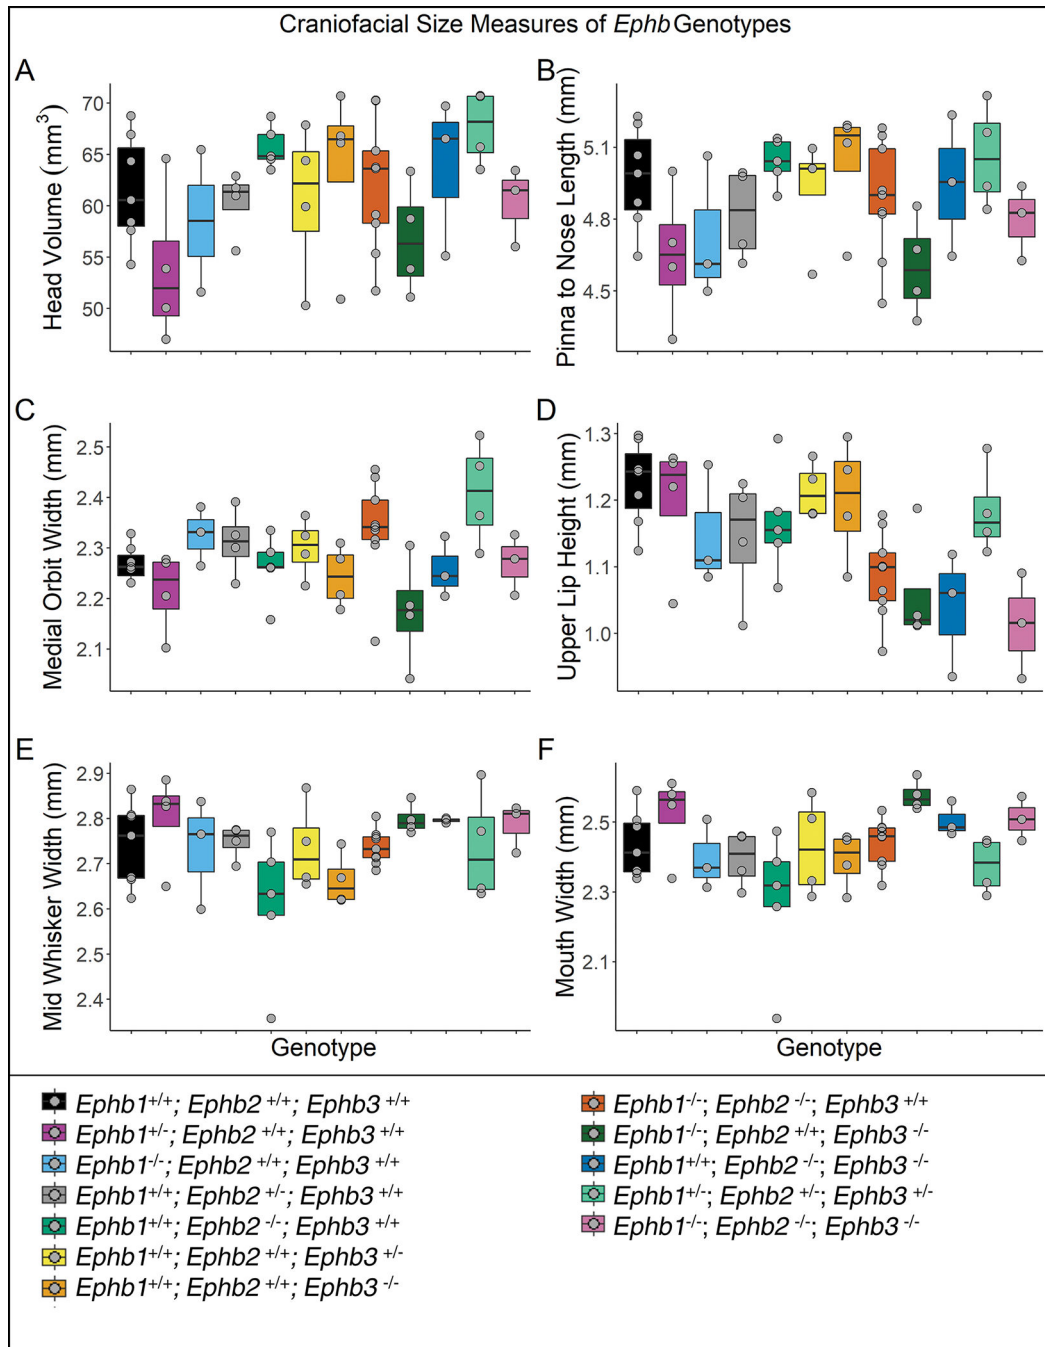 Craniofacial Size Measures of Ephb Genotypes
A
Head Volume (mm³)
70
65
60
55
50
B
Pinna to Nose Length (mm)
5.1
4.8
4.5
C
Medial Orbit Width (mm)
2.5
2.4
2.3
2.2
2.1
D
Upper Lip Height (mm)
1.3
1.2
1.1
1.0
E
Mid Whisker Width (mm)
2.9
2.8
2.7
2.6
2.5
2.4
Genotype
F
Mouth Width (mm)
2.5
2.3
2.1
Genotype
Ephb1+/+; Ephb2 +/+; Ephb3 +/+
Ephb1+/-; Ephb2 +/+; Ephb3 +/+
Ephb1-/-; Ephb2 +/+; Ephb3 +/+
Ephb1+/+; Ephb2 +/-; Ephb3 +/+
Ephb1+/+; Ephb2 -/-; Ephb3 +/+
Ephb1+/+; Ephb2 +/+; Ephb3 +/-
Ephb1+/+; Ephb2 +/+; Ephb3 -/-
Ephb1-/-; Ephb2 -/-; Ephb3 +/+
Ephb1-/-; Ephb2 +/+; Ephb3 -/-
Ephb1+/+; Ephb2 -/-; Ephb3 -/-
Ephb1+/-; Ephb2 +/-; Ephb3 +/-
Ephb1-/-; Ephb2 -/-; Ephb3 -/-